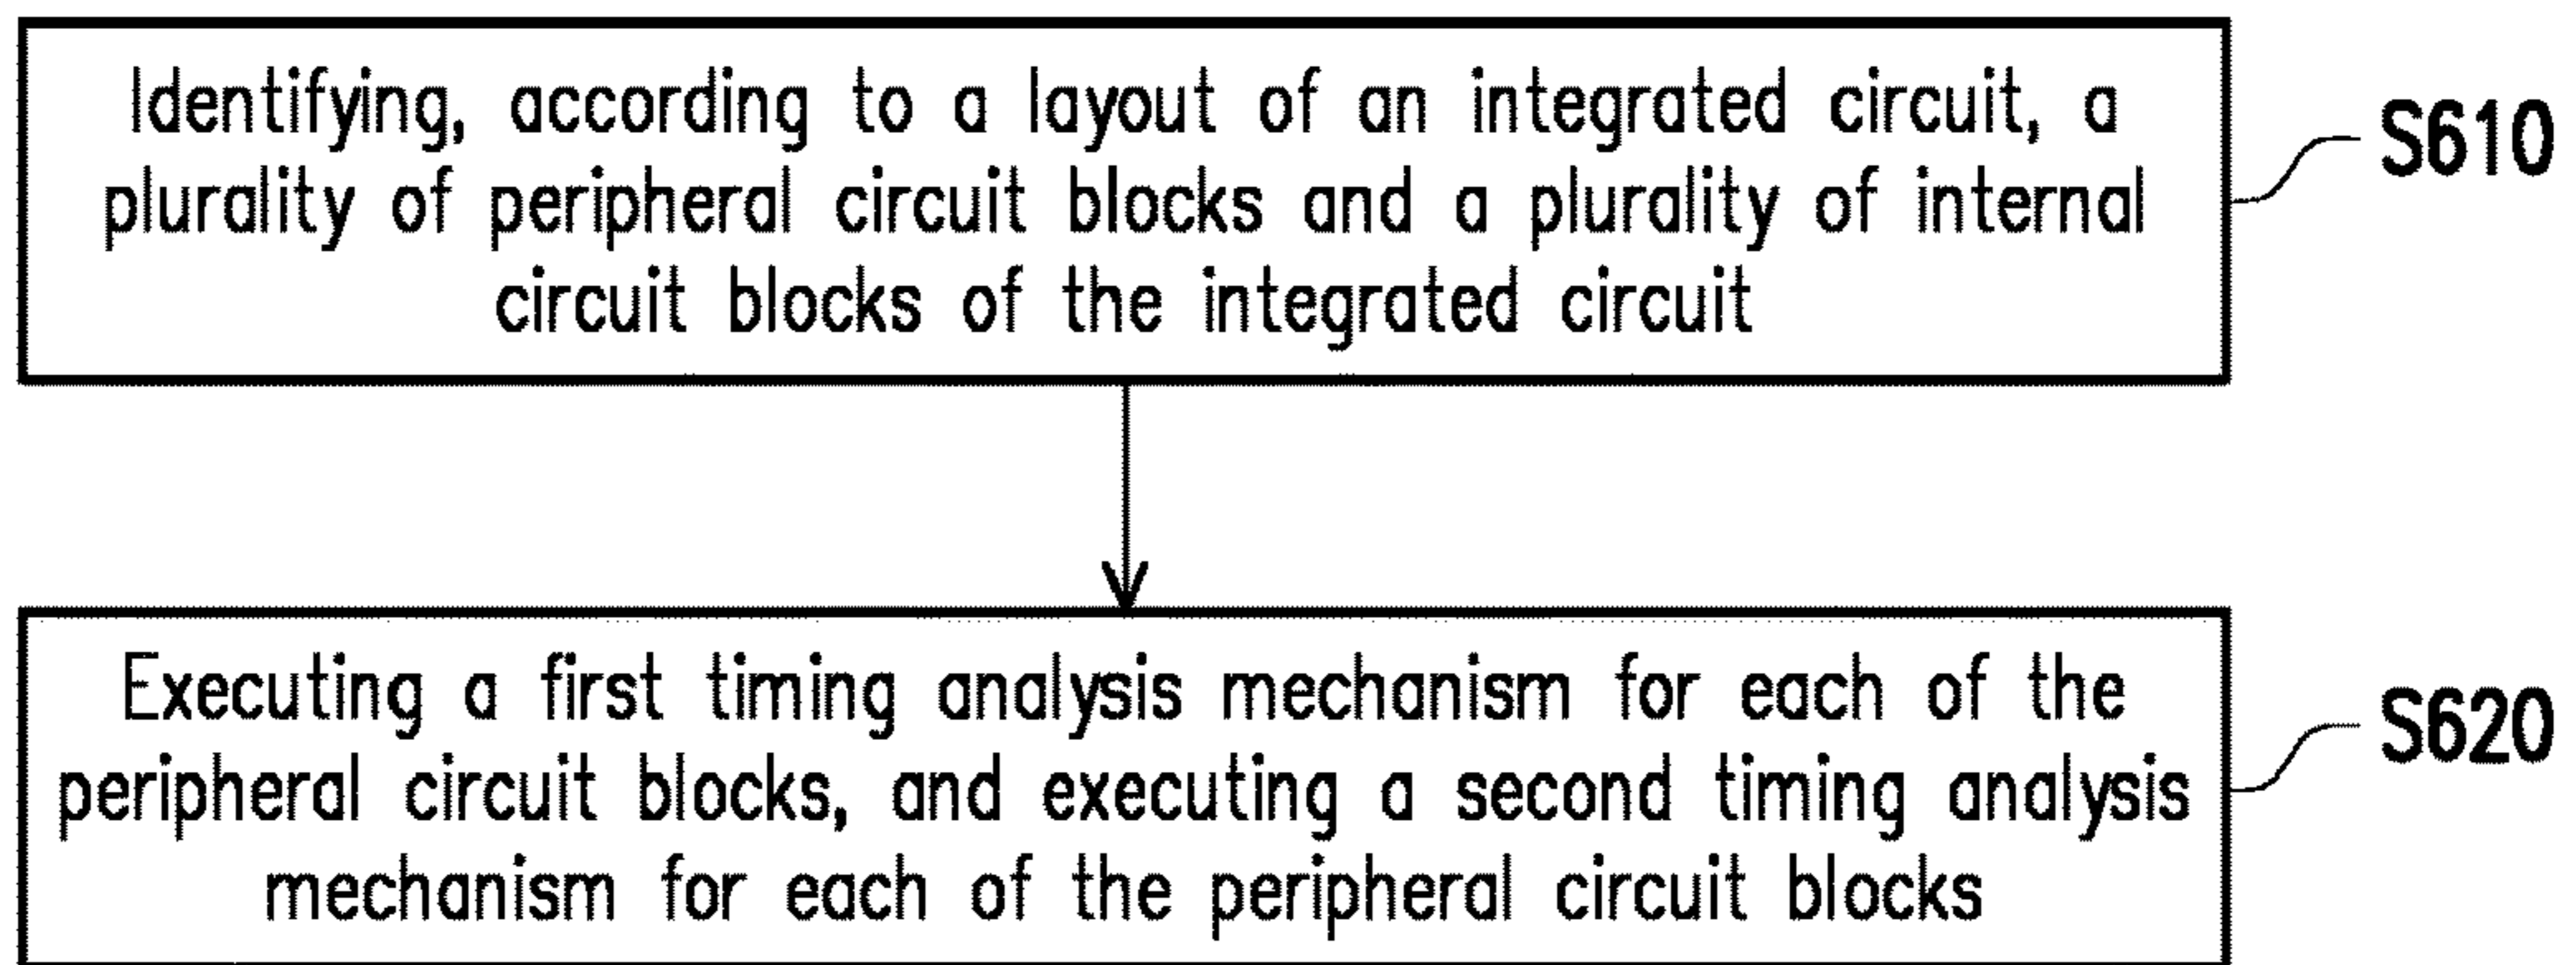 Identifying, according to a layout of an integrated circuit, a
plurality of peripheral circuit blocks and a plurality of internal
circuit blocks of the integrated circuit
S610
Executing a first timing analysis mechanism for each of the
peripheral circuit blocks, and executing a second timing analysis
mechanism for each of the peripheral circuit blocks
S620